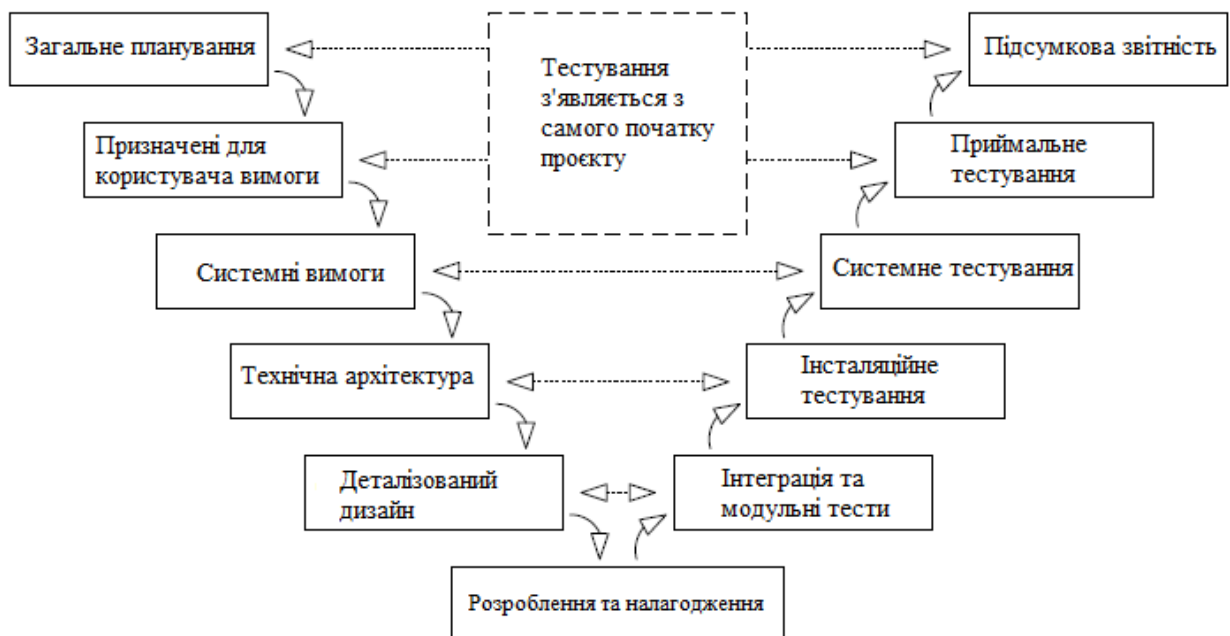 Загальне планування
Тестування
з'являється з
самого початку
проєкту
Підсумкова звітність
Призначені для
користувача вимоги
Приймальне
тестування
Системні вимоги
Системне тестування
Технічна архітектура
Інсталяційне
тестування
Деталізований
дизайн
Інтеграція та
модульні тести
Розроблення та налагодження